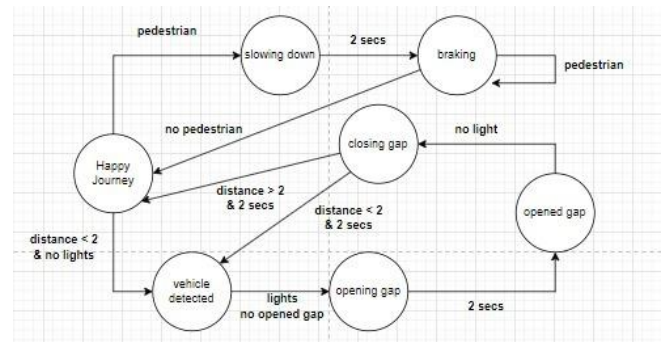 pedestrian
2 secs
slowing down
braking
pedestrian
no pedestrian
closing gap
no light
Happy
Journey
distance > 2
& 2 secs
distance < 2
& 2 secs
opened gap
distance < 2
& no lights
vehicle
detected
lights
no opened gap
opening gap
2 secs